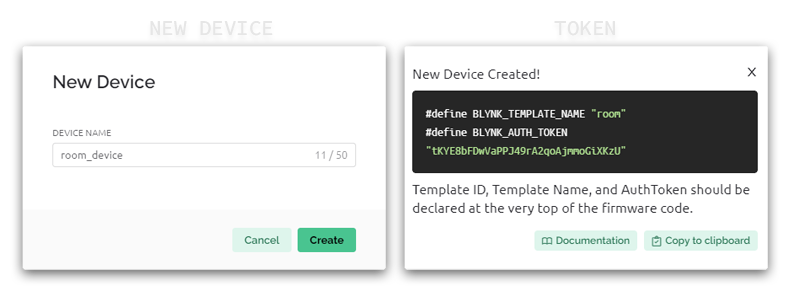 NEW DEVICE
New Device
DEVICE NAME
room_device 11 / 50
Cancel Create
TOKEN
New Device Created! X
#define BLYNK_TEMPLATE_NAME "room"
#define BLYNK_AUTH_TOKEN
"tKYE8bFDwVaPPJ49rA2qoAjmmoGiXKzU"
Template ID, Template Name, and AuthToken should be
declared at the very top of the firmware code.
Documentation Copy to clipboard